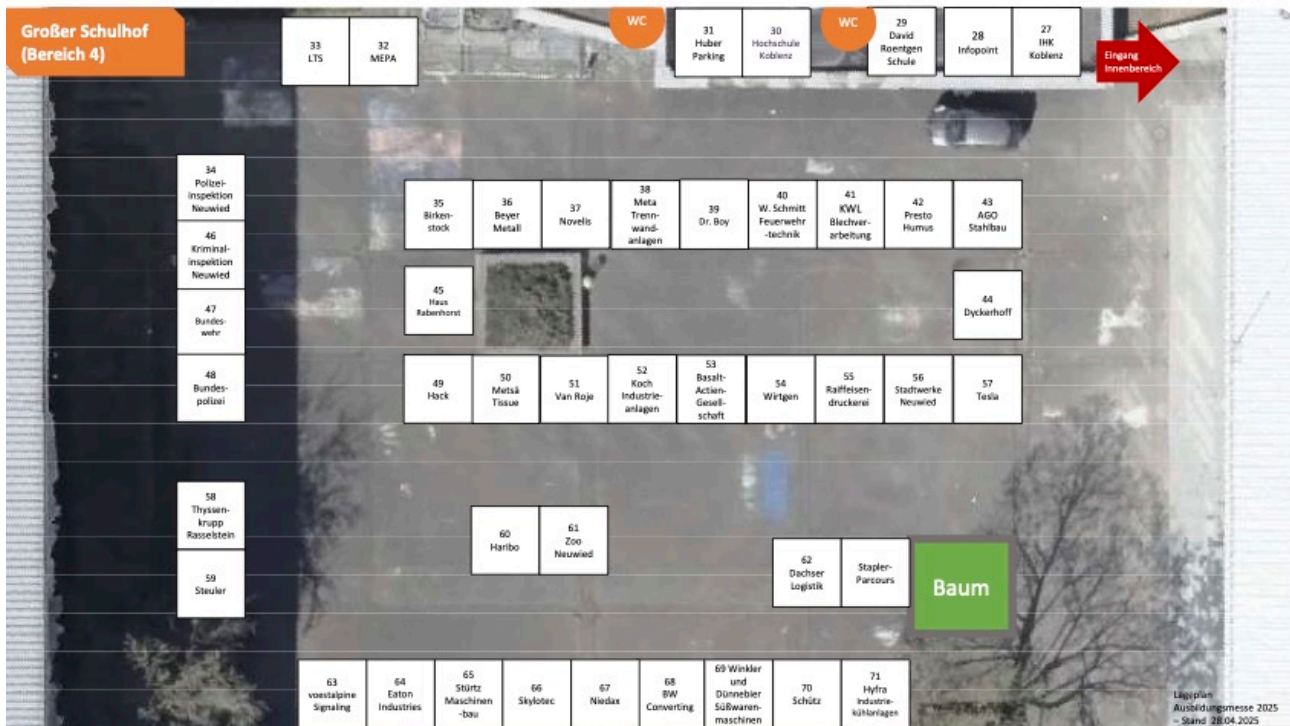 Großer Schulhof
(Bereich 4)
33
LTS
32
MEPA
WC
31
Huber
Parking
30
Hochschule
Koblenz
WC
29
David
Roentgen
Schule
28
Infopoint
27
IHK
Koblenz
Eingang
Innenbereich
34
Polizei-
inspektion
Neuwied
46
Kriminal-
inspektion
Neuwied
47
Bundes-
wehr
48
Bundes-
polizei
35
Birken-
stock
36
Beyer
Metall
37
Novelis
38
Meta
Trenn-
wand-
anlagen
39
Dr. Boy
40
W. Schmitt
Feuerwehr
-technik
41
KWL
Blechver-
arbeitung
42
Presto
Humus
43
AGO
Stahlbau
45
Haus
Rabenhorst
44
Dyckerhoff
49
Hack
50
Metsä
Tissue
51
Van Roje
52
Koch
Industrie-
anlagen
53
Basalt-
Actien-
Gesell-
schaft
54
Wirtgen
55
Raiffeisen-
druckerei
56
Stadtwerke
Neuwied
57
Tesla
58
Thyssen-
krupp
Rasselstein
59
Steuler
60
Haribo
61
Zoo
Neuwied
62
Dachser
Logistik
Stapler-
Parcours
Baum
63
voestalpine
Signaling
64
Eaton
Industries
65
Stürtz
Maschinen
-bau
66
Skylotec
67
Niedax
68
BW
Converting
69 Winkler
und
Dünnebier
Süßwaren-
maschinen
70
Schütz
71
Hyfra
Industrie-
kühlanlagen
Lageplan
Ausbildungsmesse 2025
– Stand 28.04.2025